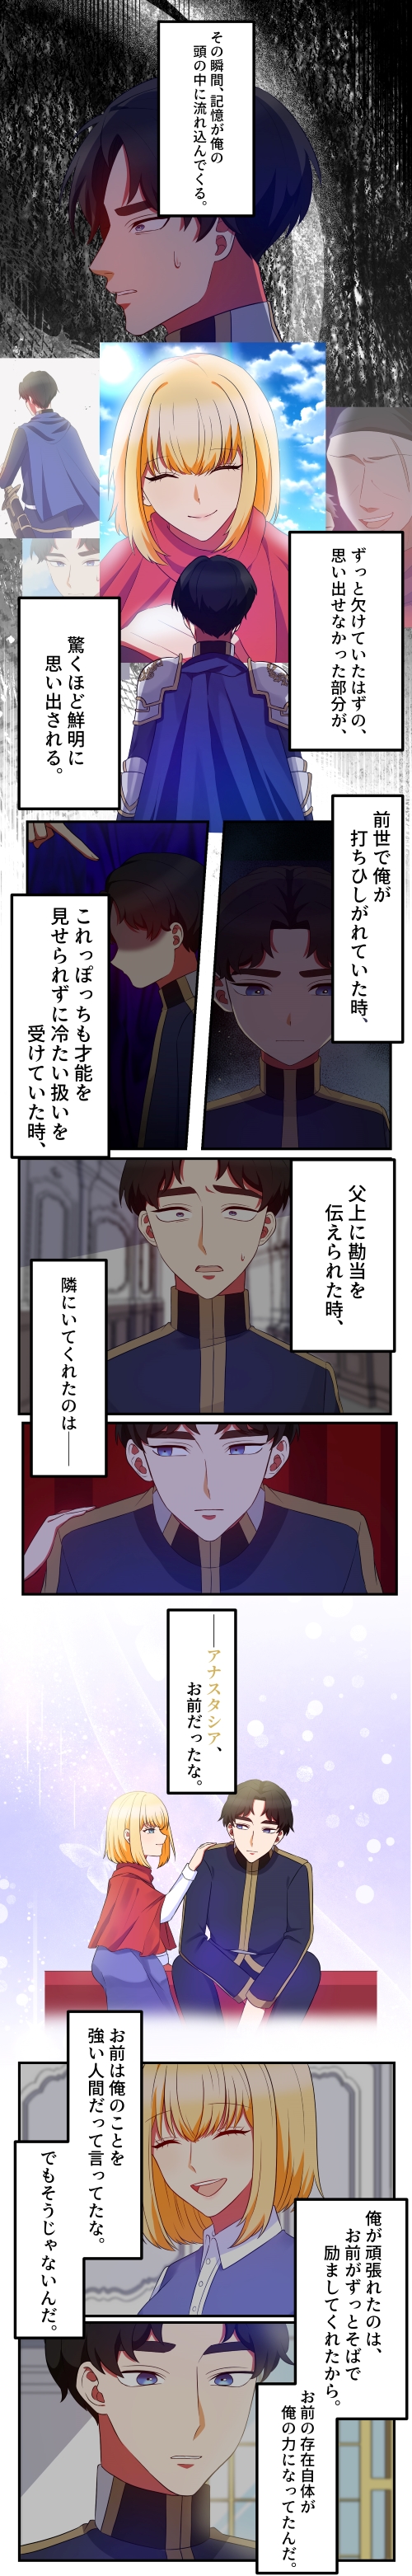 その瞬間、記憶が俺の
頭の中に流れ込んでくる。
ずっと欠けていたはずの、
思い出せなかった部分が、
驚くほど鮮明に
思い出される。
前世で俺が
打ちひしがれていた時、
これっぽっちも才能を
見せられずに冷たい扱いを
受けていた時、
父上に勘当を
伝えられた時、
隣にいてくれたのは――
――アナスタシア、
お前だったな。
お前は俺のことを
強い人間だって言ってたな。
でもそうじゃないんだ。
俺が頑張れたのは、
お前がずっとそばで
励ましてくれたから。
お前の存在自体が
俺の力になってたんだ。